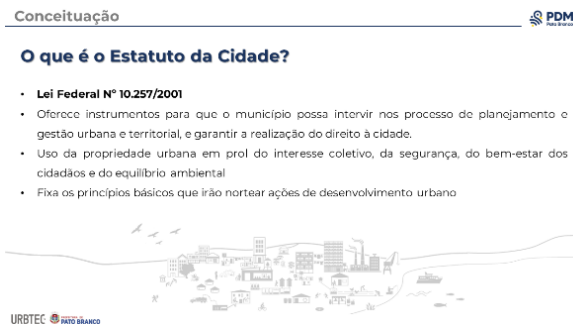 Conceituação
PDM
Pato Branco
O que é o Estatuto da Cidade?
• Lei Federal Nº 10.257/2001
• Oferece instrumentos para que o município possa intervir nos processo de planejamento e
gestão urbana e territorial, e garantir a realização do direito à cidade.
• Uso da propriedade urbana em prol do interesse coletivo, da segurança, do bem-estar dos
cidadãos e do equilíbrio ambiental
• Fixa os princípios básicos que irão nortear ações de desenvolvimento urbano
URBTEC
PATO BRANCO